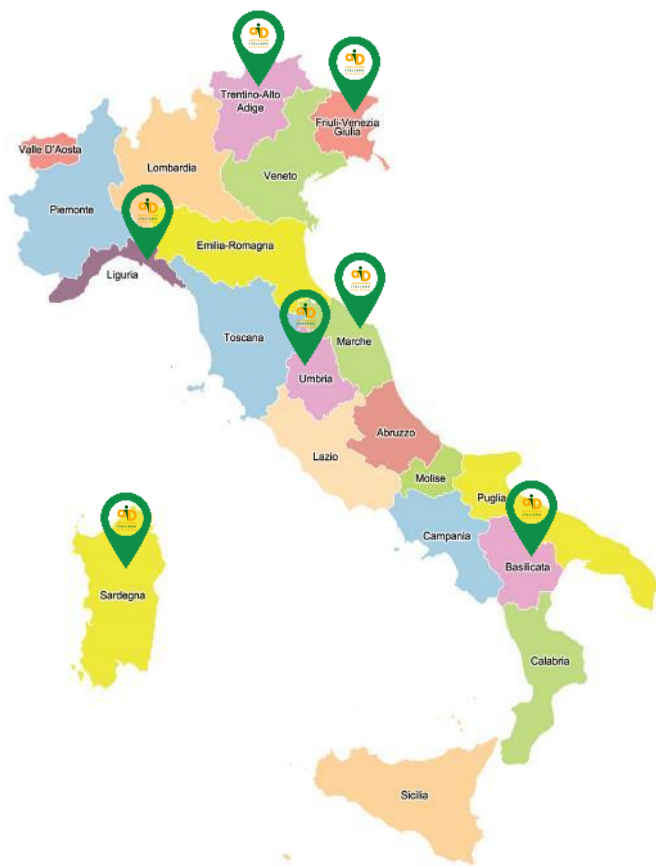 Trentino-Alto
Adige
Friuli-Venezia
Giulia
Valle D'Aosta
Lombardia
Veneto
Piemonte
Emilia-Romagna
Liguria
Toscana
Marche
Umbria
Abruzzo
Lazio
Molise
Puglia
Campania
Basilicata
Sardegna
Calabria
Sicilia